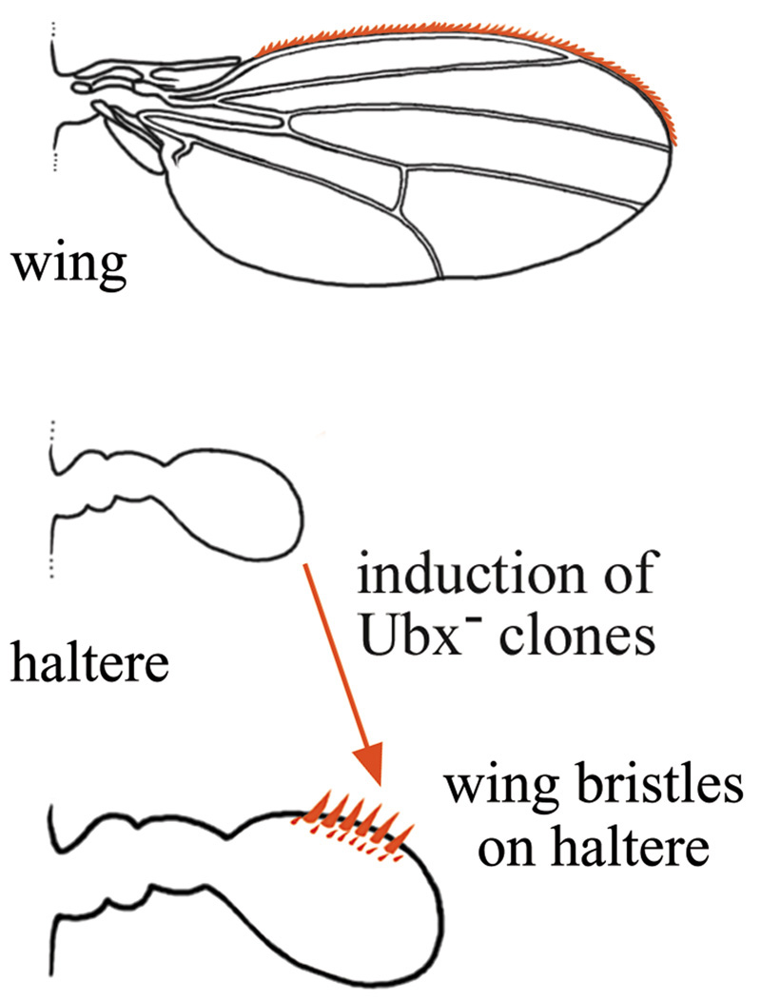 wing
induction of
Ubx⁻ clones
haltere
wing bristles
on haltere